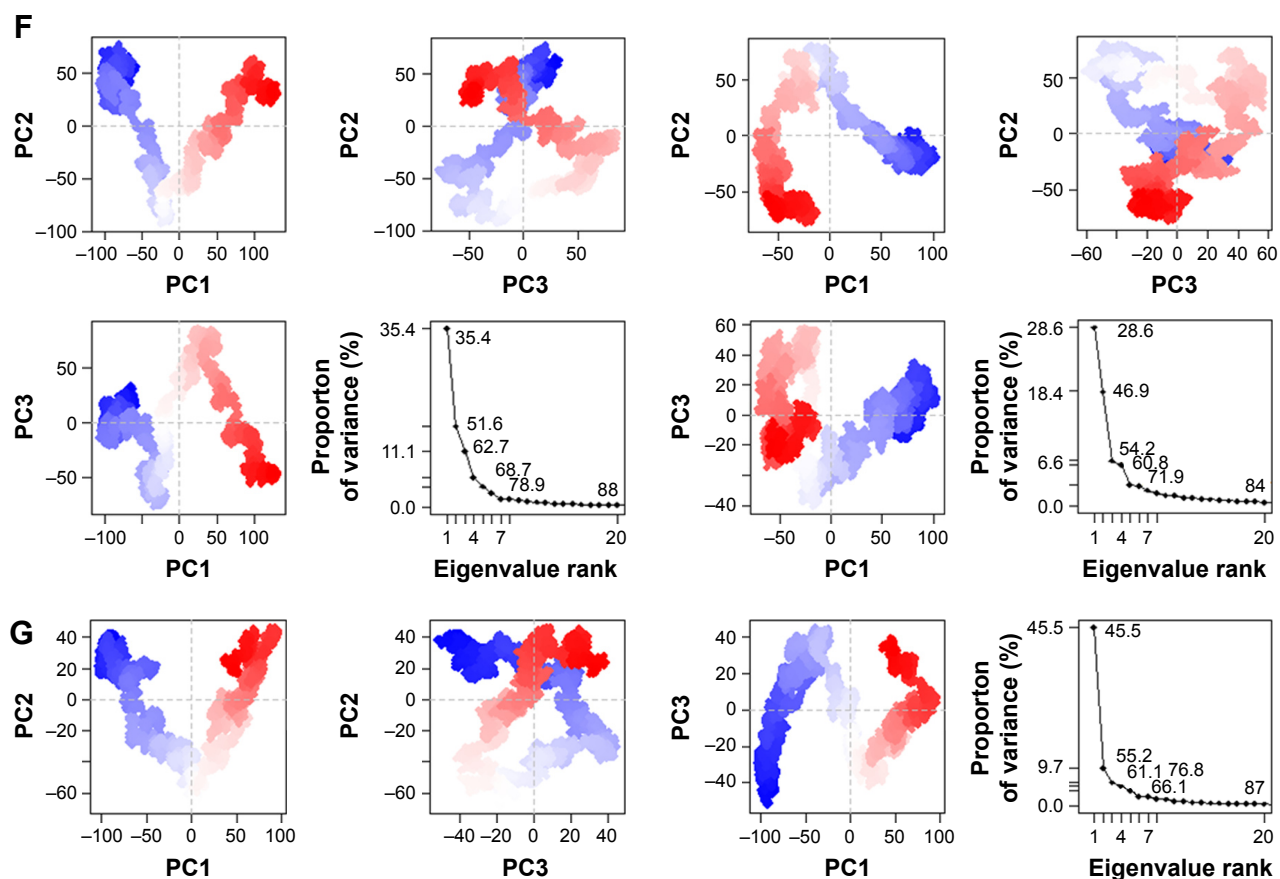 F
50
0
–50
–100
PC2
–100 –50 0 50 100
PC1
50
0
–50
–100
PC2
–50 0 50
PC3
50
0
–50
PC2
–50 0 50 100
PC1
50
0
–50
PC2
–60 –40 0 20 40 60
PC3
50
0
–50
PC3
–100 0 50 100
PC1
Proporton
of variance (%)
35.4
11.1
0.0
35.4
51.6
62.7
68.7
78.9
88
1 4 7 20
Eigenvalue rank
60
40
20
0
–20
–40
PC3
–50 0 50 100
PC1
Proporton
of variance (%)
28.6
18.4
6.6
0.0
28.6
46.9
54.2
60.8
71.9
84
1 4 7 20
Eigenvalue rank
G
40
20
0
–20
–60
PC2
–100 0 50 100
PC1
40
20
0
–20
–60
PC2
–40 –20 0 20 40
PC3
40
20
0
–20
–40
PC3
–100 –50 0 50 100
PC1
Proporton
of variance (%)
45.5
9.7
0.0
45.5
55.2
61.1 76.8
66.1
87
1 4 7 20
Eigenvalue rank